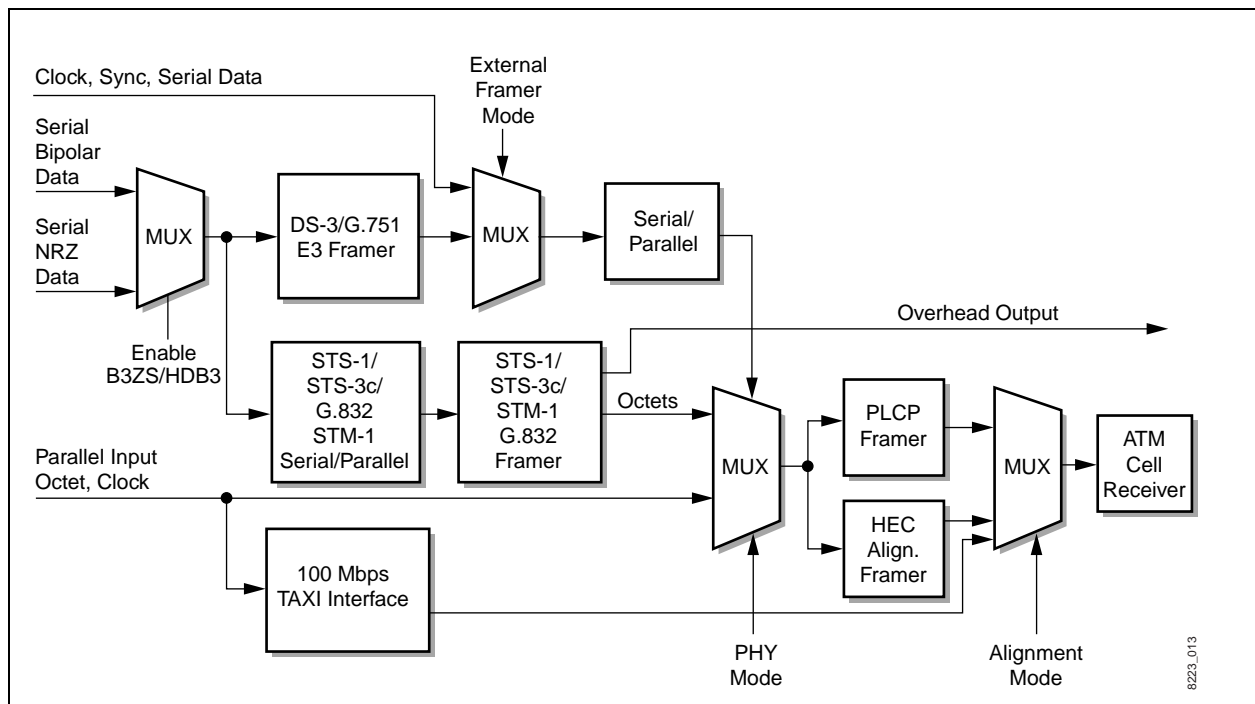 Clock, Sync, Serial Data
External
Framer
Mode
Serial
Bipolar
Data
Serial
NRZ
Data
MUX
DS-3/G.751
E3 Framer
MUX
Serial/
Parallel
Enable
B3ZS/HDB3
STS-1/
STS-3c/
G.832
STM-1
Serial/Parallel
STS-1/
STS-3c/
STM-1
G.832
Framer
Overhead Output
Octets
MUX
PLCP
Framer
MUX
ATM
Cell
Receiver
Parallel Input
Octet, Clock
HEC
Align.
Framer
100 Mbps
TAXI Interface
PHY
Mode
Alignment
Mode
8223_013